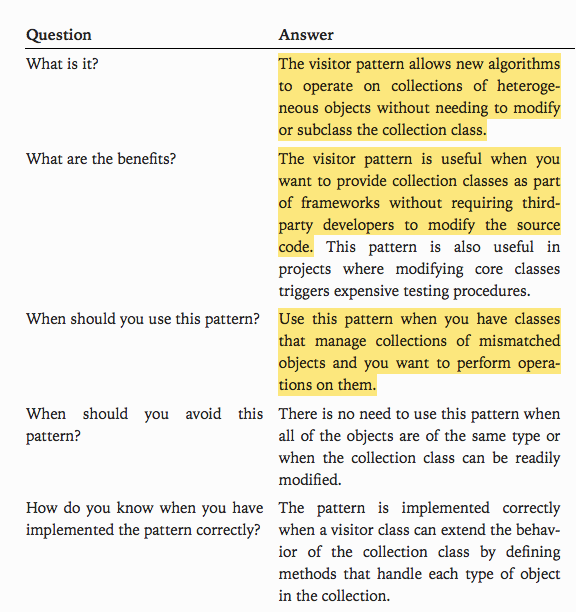 Question Answer
What is it? The visitor pattern allows new algorithms
to operate on collections of heteroge-
neous objects without needing to modify
or subclass the collection class.
What are the benefits? The visitor pattern is useful when you
want to provide collection classes as part
of frameworks without requiring third-
party developers to modify the source
code. This pattern is also useful in
projects where modifying core classes
triggers expensive testing procedures.
When should you use this pattern? Use this pattern when you have classes
that manage collections of mismatched
objects and you want to perform opera-
tions on them.
When should you avoid this
pattern?
There is no need to use this pattern when
all of the objects are of the same type or
when the collection class can be readily
modified.
How do you know when you have
implemented the pattern correctly?
The pattern is implemented correctly
when a visitor class can extend the behav-
ior of the collection class by defining
methods that handle each type of object
in the collection.